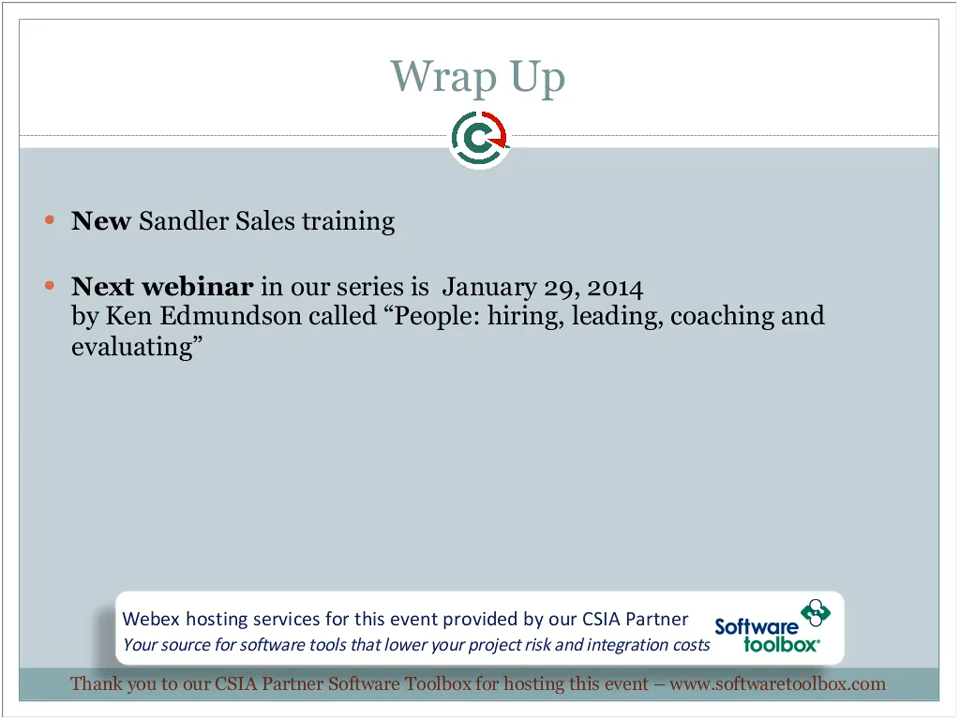 Wrap Up
New Sandler Sales training
Next webinar in our series is January 29, 2014
by Ken Edmundson called “People: hiring, leading, coaching and
evaluating”
Webex hosting services for this event provided by our CSIA Partner
Your source for software tools that lower your project risk and integration costs
Software
toolbox
Thank you to our CSIA Partner Software Toolbox for hosting this event – www.softwaretoolbox.com